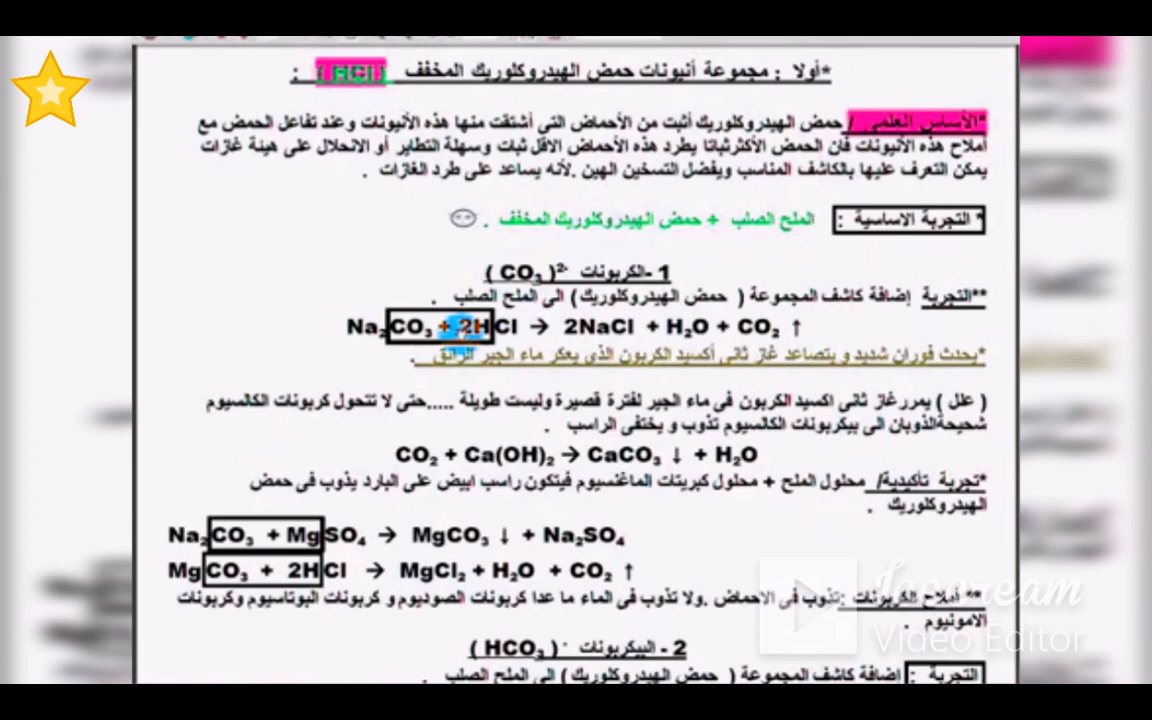 *أولا : مجموعة أنيونات حمض الهيدروكلوريك المخفف ( HCl ) :
*الأساس العلمى / حمض الهيدروكلوريك أثبت من الأحماض التى أشتقت منها هذه الأنيونات وعند تفاعل الحمض مع
أملاح هذه الأنيونات فان الحمض الأكثرثباتا يطرد هذه الأحماض الاقل ثبات وسهلة التطاير أو الانحلال على هيئة غازات
يمكن التعرف عليها بالكاشف المناسب ويفضل التسخين الهين .لأنه يساعد على طرد الغازات .
* التجربة الاساسية : الملح الصلب + حمض الهيدروكلوريك المخفف .
1 -الكربونات ( CO₃ )²⁻
**التجربة إضافة كاشف المجموعة ( حمض الهيدروكلوريك ) الى الملح الصلب .
Na₂CO₃ + 2HCl → 2NaCl + H₂O + CO₂ ↑
*يحدث فوران شديد و يتصاعد غاز ثانى أكسيد الكربون الذى يعكر ماء الجير الرائق .
( علل ) يمررغاز ثانى اكسيد الكربون فى ماء الجير لفترة قصيرة وليست طويلة .....حتى لا تتحول كربونات الكالسيوم
شحيحةالذوبان الى بيكربونات الكالسيوم تذوب و يختفى الراسب .
CO₂ + Ca(OH)₂ → CaCO₃ ↓ + H₂O
*تجربة تأكيدية/ محلول الملح + محلول كبريتات الماغنسيوم فيتكون راسب ابيض على البارد يذوب فى حمض
الهيدروكلوريك .
Na₂CO₃ + MgSO₄ → MgCO₃ ↓ + Na₂SO₄
MgCO₃ + 2HCl → MgCl₂ + H₂O + CO₂ ↑
** أملاح الكربونات :تذوب فى الاحماض .ولا تذوب فى الماء ما عدا كربونات الصوديوم و كربونات البوتاسيوم وكربونات
الامونيوم .
2 - البيكربونات ( HCO₃ )⁻
التجربة : إضافة كاشف المجموعة ( حمض الهيدروكلوريك ) الى الملح الصلب .
Video Editor